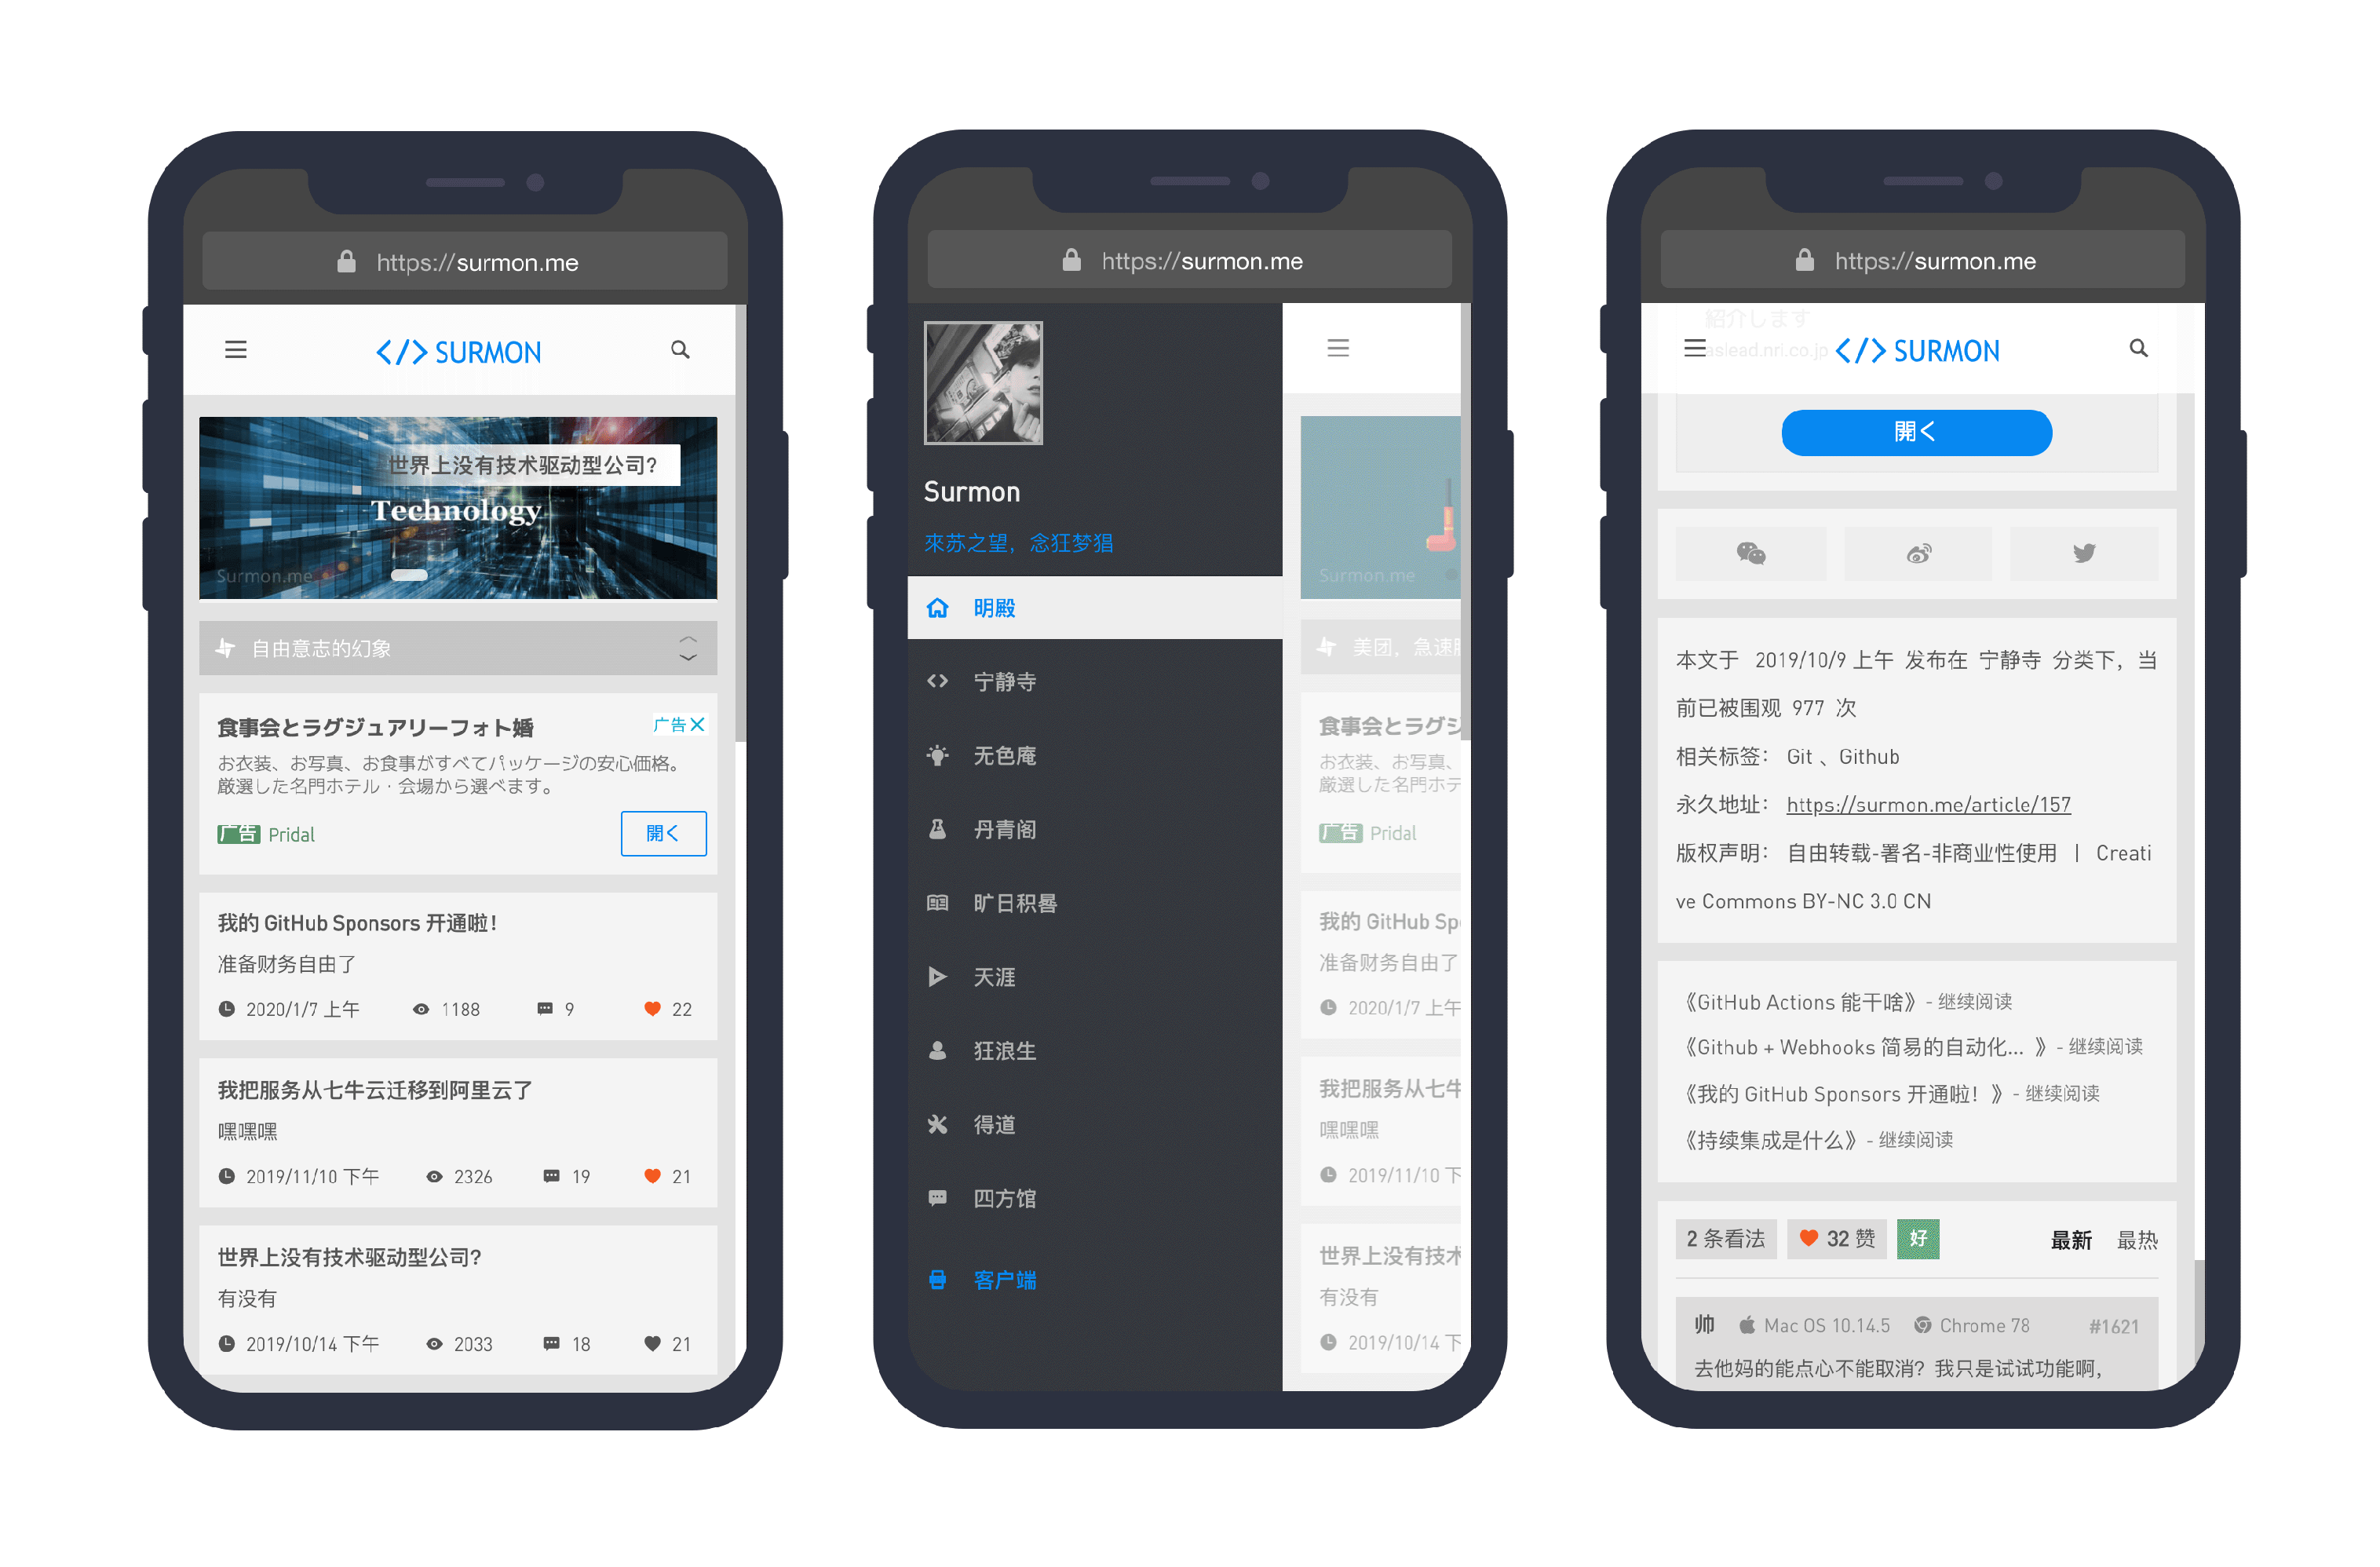 https://surmon.me
</> SURMON
世界上没有技术驱动型公司？
Technology
Surmon.me
自由意志的幻象
食事会とラグジュアリーフォト婚
广告
お衣装、お写真、お食事がすべてパッケージの安心価格。
厳選した名門ホテル・会場から選べます。
广告 Pridal
開く
我的 GitHub Sponsors 开通啦！
准备财务自由了
2020/1/7 上午 1188 9 22
我把服务从七牛云迁移到阿里云了
嘿嘿嘿
2019/11/10 下午 2326 19 21
世界上没有技术驱动型公司？
有没有
2019/10/14 下午 2033 18 21
https://surmon.me
Surmon
來苏之望，念狂梦猖
明殿
宁静寺
无色庵
丹青阁
旷日积晷
天涯
狂浪生
得道
四方馆
客户端
Surmon.me
美团，急速
食事会とラグジ
お衣装、お写真、
厳選した名門ホテ
广告 Pridal
我的 GitHub Sp
准备财务自由了
2020/1/7 上午
我把服务从七牛
嘿嘿嘿
2019/11/10 下
世界上没有技术
有没有
2019/10/14 下
https://surmon.me
紹介します
aslead.nri.co.jp
</> SURMON
開く
本文于 2019/10/9 上午 发布在 宁静寺 分类下，当
前已被围观 977 次
相关标签： Git 、Github
永久地址： https://surmon.me/article/157
版权声明： 自由转载-署名-非商业性使用 | Creati
ve Commons BY-NC 3.0 CN
《GitHub Actions 能干啥》- 继续阅读
《Github + Webhooks 简易的自动化... 》- 继续阅读
《我的 GitHub Sponsors 开通啦！》- 继续阅读
《持续集成是什么》- 继续阅读
2 条看法 32 赞 好 最新 最热
帅 Mac OS 10.14.5 Chrome 78 #1621
去他妈的能点心不能取消？我只是试试功能啊，